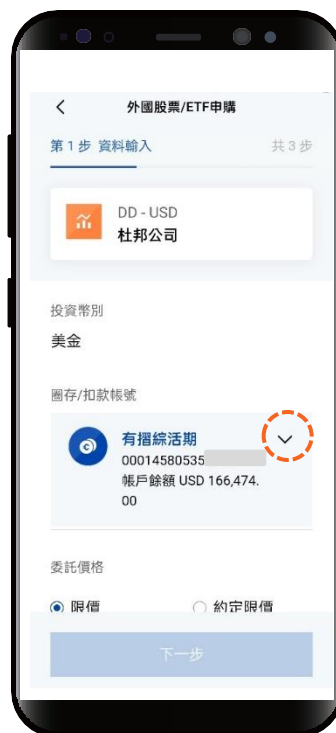 外國股票/ETF申購
第1步 資料輸入 共3步
DD - USD
杜邦公司
投資幣別
美金
圈存/扣款帳號
有摺綜活期
00014580535
帳戶餘額 USD 166,474.
00
委託價格
限價 約定限價
下一步